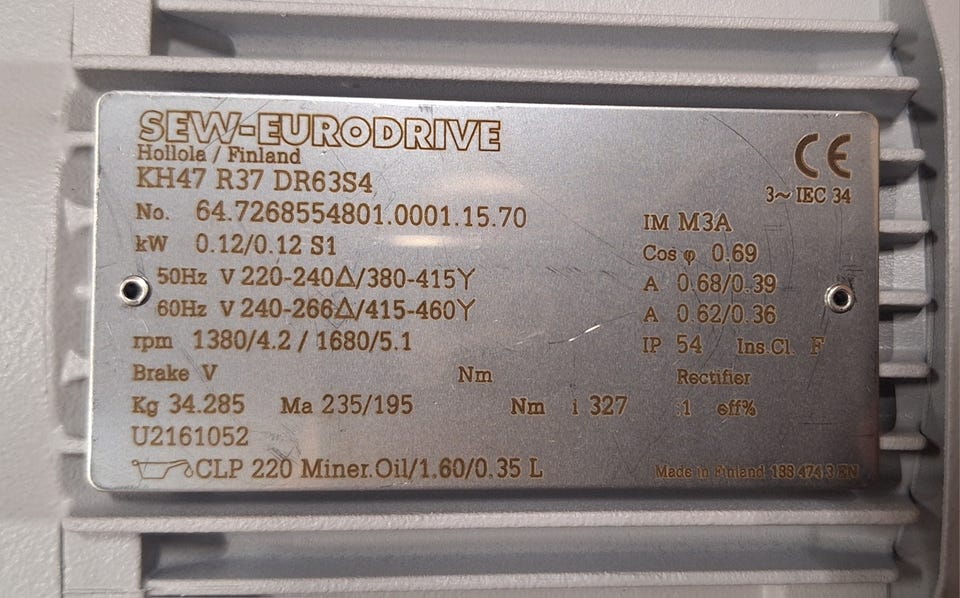 SEW-EURODRIVE
Hollola / Finland
KH47 R37 DR63S4
CE
3~ IEC 34
No. 64.7268554801.0001.15.70
IM M3A
kW 0.12/0.12 S1
Cos φ 0.69
50Hz V 220-240△/380-415Y
A 0.68/0.39
60Hz V 240-266△/415-460Y
A 0.62/0.36
rpm 1380/4.2 / 1680/5.1
IP 54 Ins.Cl. F
Brake V Nm Rectifier
Kg 34.285 Ma 235/195 Nm i 327 :1 eff%
U2161052
CLP 220 Miner.Oil/1.60/0.35 L
Made in Finland 188 474 3 EN